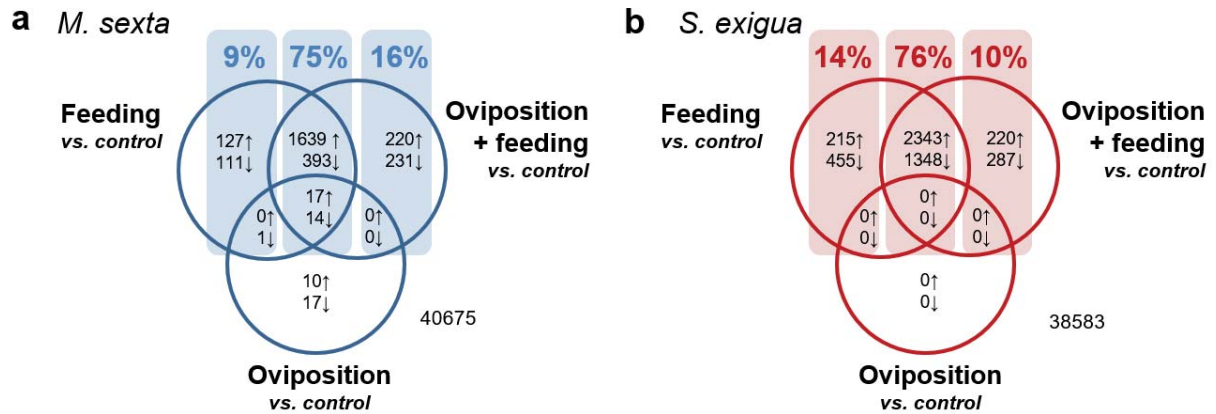 a M. sexta
9% 75% 16%
Feeding
vs. control
Oviposition
+ feeding
vs. control
127↑
111↓
1639 ↑
393↓
220↑
231↓
17↑
14↓
0↑
1↓
0↑
0↓
10↑
17↓
40675
Oviposition
vs. control
b S. exigua
14% 76% 10%
Feeding
vs. control
Oviposition
+ feeding
vs. control
215↑
455↓
2343↑
1348↓
220↑
287↓
0↑
0↓
0↑
0↓
0↑
0↓
0↑
0↓
38583
Oviposition
vs. control